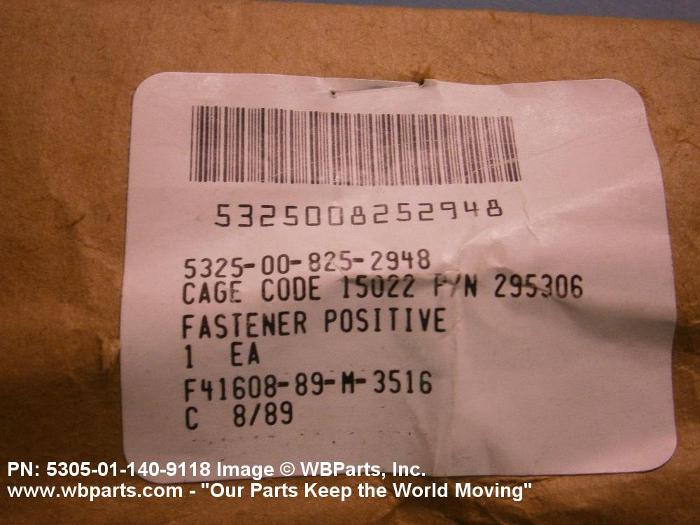 5325008252948
5325-00-825-2948
CAGE CODE 15022 P/N 295306
FASTENER POSITIVE
1 EA
F41608-89-M-3516
C 8/89
PN: 5305-01-140-9118 Image © WBParts, Inc.
www.wbparts.com - "Our Parts Keep the World Moving"